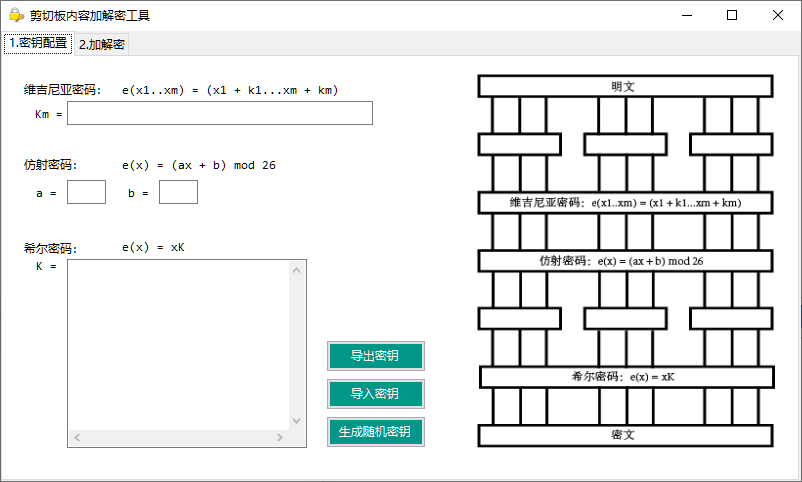 剪切板内容加解密工具
1.密钥配置 2.加解密
维吉尼亚密码: e(x1..xm) = (x1 + k1...xm + km)
Km =
仿射密码: e(x) = (ax + b) mod 26
a = b =
希尔密码: e(x) = xK
K =
导出密钥
导入密钥
生成随机密钥
明文
维吉尼亚密码：e(x1..xm) = (x1 + k1...xm + km)
仿射密码：e(x) = (ax + b) mod 26
希尔密码：e(x) = xK
密文